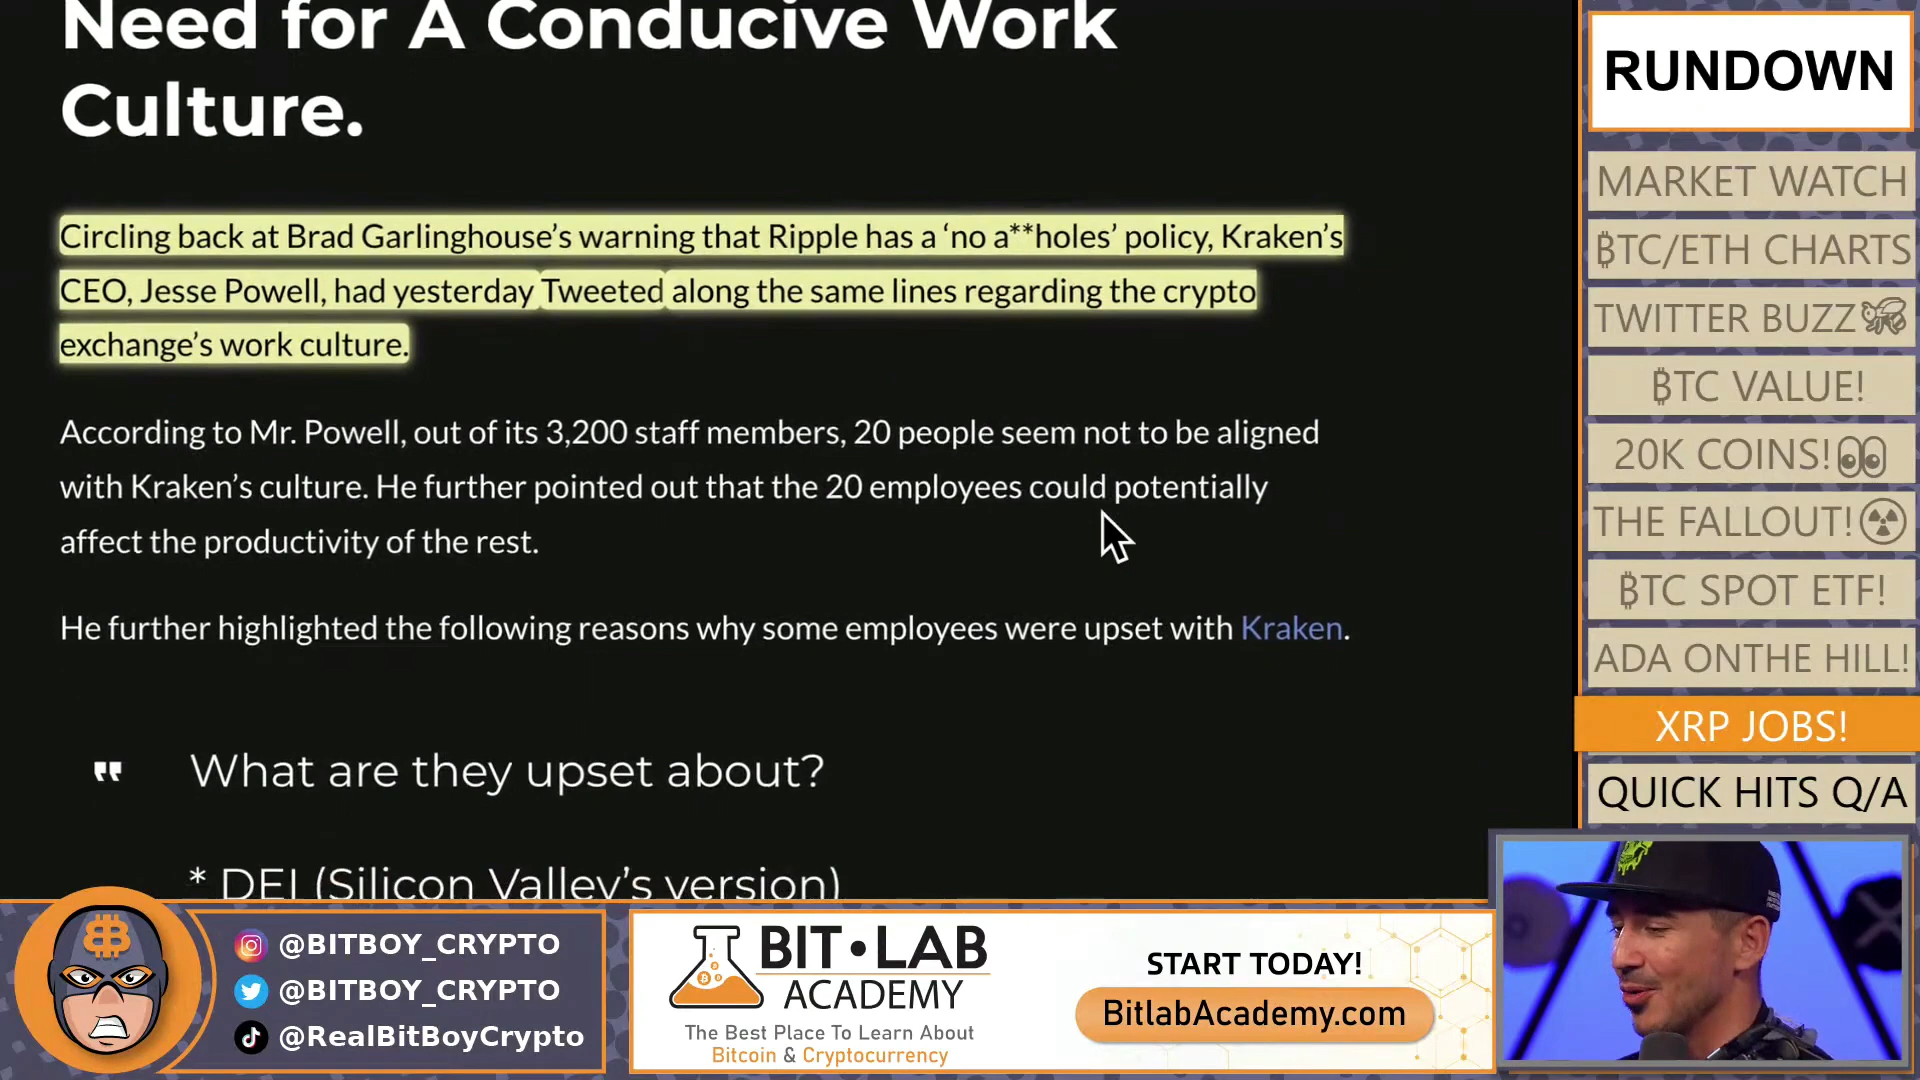 Need for A Conducive Work
Culture.
Circling back at Brad Garlinghouse’s warning that Ripple has a ‘no a**holes’ policy, Kraken’s
CEO, Jesse Powell, had yesterday Tweeted along the same lines regarding the crypto
exchange’s work culture.
According to Mr. Powell, out of its 3,200 staff members, 20 people seem not to be aligned
with Kraken’s culture. He further pointed out that the 20 employees could potentially
affect the productivity of the rest.
He further highlighted the following reasons why some employees were upset with Kraken.
" What are they upset about?
* DEI (Silicon Valley’s version)
RUNDOWN
MARKET WATCH
₿TC/ETH CHARTS
TWITTER BUZZ
₿TC VALUE!
20K COINS!
THE FALLOUT!
₿TC SPOT ETF!
ADA ONTHE HILL!
XRP JOBS!
QUICK HITS Q/A
@BITBOY_CRYPTO
@BITBOY_CRYPTO
@RealBitBoyCrypto
BIT•LAB
ACADEMY
The Best Place To Learn About
Bitcoin & Cryptocurrency
START TODAY!
BitlabAcademy.com